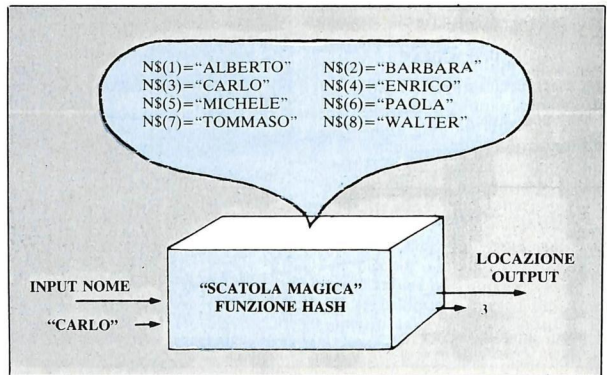 N$(1)="ALBERTO" N$(2)="BARBARA"
N$(3)="CARLO" N$(4)="ENRICO"
N$(5)="MICHELE" N$(6)="PAOLA"
N$(7)="TOMMASO" N$(8)="WALTER"
INPUT NOME
"CARLO"
"SCATOLA MAGICA"
FUNZIONE HASH
LOCAZIONE
OUTPUT
3